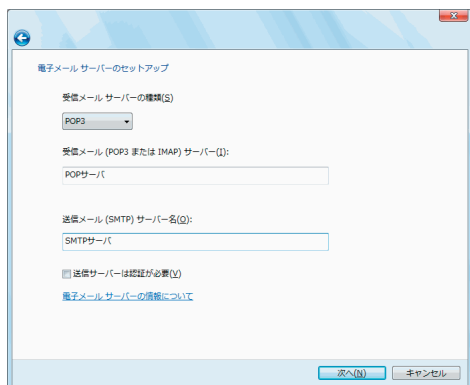 電子メール サーバーのセットアップ
受信メール サーバーの種類(S)
POP3
受信メール (POP3 または IMAP) サーバー(I):
POPサーバ
送信メール (SMTP) サーバー名(O):
SMTPサーバ
送信サーバーは認証が必要(V)
電子メール サーバーの情報について
次へ(N) キャンセル